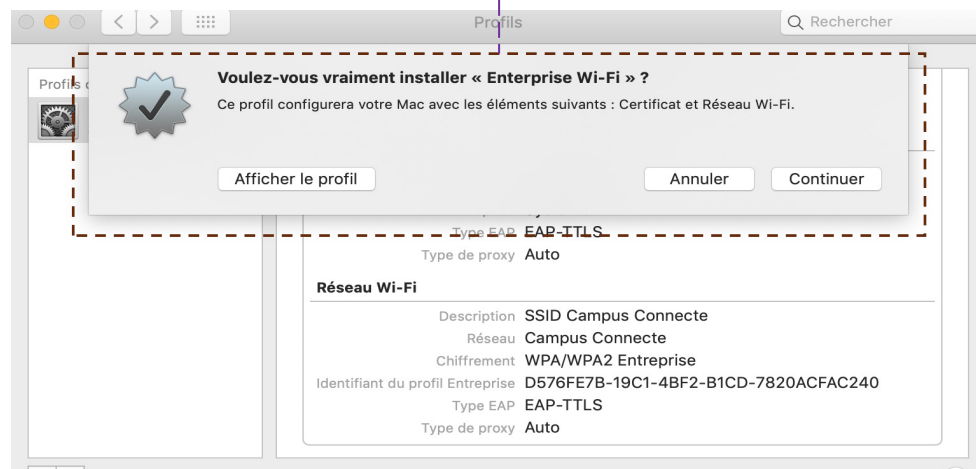 Profils
Rechercher
Profils
Voulez-vous vraiment installer « Enterprise Wi-Fi » ?
Ce profil configurera votre Mac avec les éléments suivants : Certificat et Réseau Wi-Fi.
Afficher le profil
Annuler
Continuer
Type EAP EAP-TTLS
Type de proxy Auto
Réseau Wi-Fi
Description SSID Campus Connecte
Réseau Campus Connecte
Chiffrement WPA/WPA2 Entreprise
Identifiant du profil Entreprise D576FE7B-19C1-4BF2-B1CD-7820ACFAC240
Type EAP EAP-TTLS
Type de proxy Auto